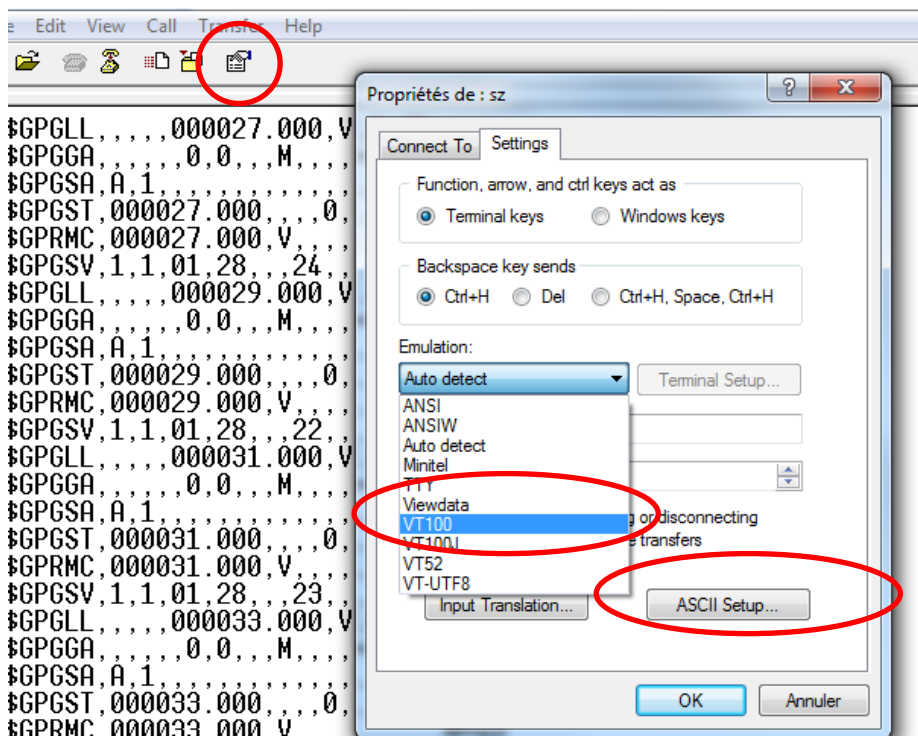 Edit View Call Transfer Help
$GPGLL,,,,,000027.000,V
$GPGGA,,,,,,0,0,,,M,,,,
$GPGSA,A,1,,,,,,,,,,,,,
$GPGST,000027.000,,,,0,
$GPRMC,000027.000,V,,,,
$GPGSV,1,1,01,28,,,24,,
$GPGLL,,,,,000029.000,V
$GPGGA,,,,,,0,0,,,M,,,,
$GPGSA,A,1,,,,,,,,,,,,,
$GPGST,000029.000,,,,0,
$GPRMC,000029.000,V,,,,
$GPGSV,1,1,01,28,,,22,,
$GPGLL,,,,,000031.000,V
$GPGGA,,,,,,0,0,,,M,,,,
$GPGSA,A,1,,,,,,,,,,,,,
$GPGST,000031.000,,,,0,
$GPRMC,000031.000,V,,,,
$GPGSV,1,1,01,28,,,23,,
$GPGLL,,,,,000033.000,V
$GPGGA,,,,,,0,0,,,M,,,,
$GPGSA,A,1,,,,,,,,,,,,,
$GPGST,000033.000,,,,0,
$GPRMC,000033.000,V
Propriétés de : sz
Connect To Settings
Function, arrow, and ctrl keys act as
Terminal keys Windows keys
Backspace key sends
Ctrl+H Del Ctrl+H, Space, Ctrl+H
Emulation:
Auto detect Terminal Setup...
ANSI
ANSIW
Auto detect
Minitel
TTY
Viewdata
VT100
or disconnecting
VT100J
transfers
VT52
VT-UTF8
Input Translation... ASCII Setup...
OK Annuler